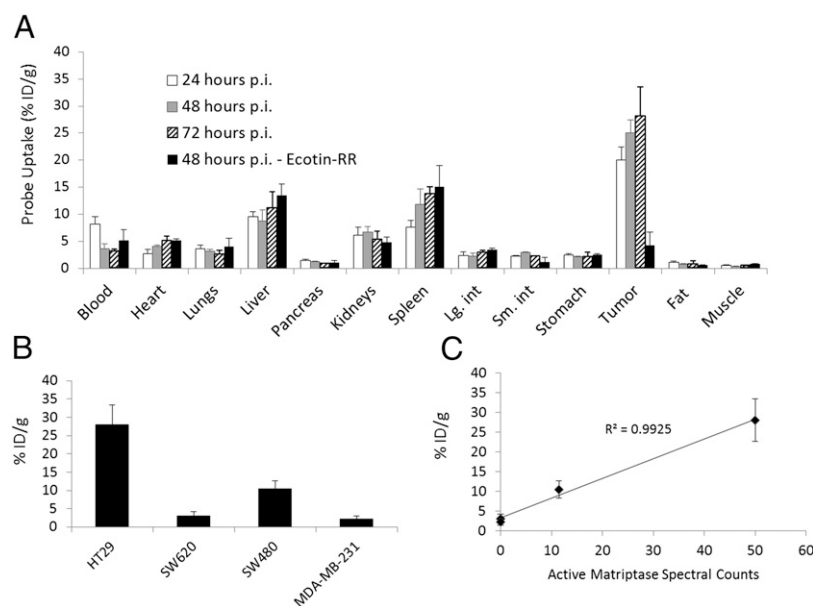 A
Probe Uptake (% ID/g)
40
35
30
25
20
15
10
5
0
24 hours p.i.
48 hours p.i.
72 hours p.i.
48 hours p.i. - Ecotin-RR
Blood
Heart
Lungs
Liver
Pancreas
Kidneys
Spleen
Lg. int
Sm. int
Stomach
Tumor
Fat
Muscle
B
% ID/g
40
35
30
25
20
15
10
5
0
HT29
SW620
SW480
MDA-MB-231
C
% ID/g
40
35
30
25
20
15
10
5
0
R² = 0.9925
0 10 20 30 40 50 60
Active Matriptase Spectral Counts